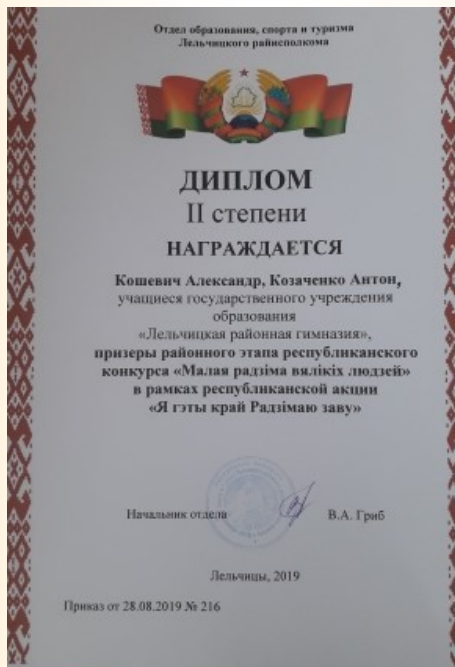 Отдел образования, спорта и туризма
Лельчицкого райисполкома
ДИПЛОМ
II степени
НАГРАЖДАЕТСЯ
Кошевич Александр, Козаченко Антон,
учащиеся государственного учреждения
образования
«Лельчицкая районная гимназия»,
призеры районного этапа республиканского
конкурса «Малая радзіма вялікіх людзей»
в рамках республиканской акции
«Я гэты край Радзімаю заву»
Начальник отдела В.А. Гриб
Лельчицы, 2019
Приказ от 28.08.2019 № 216